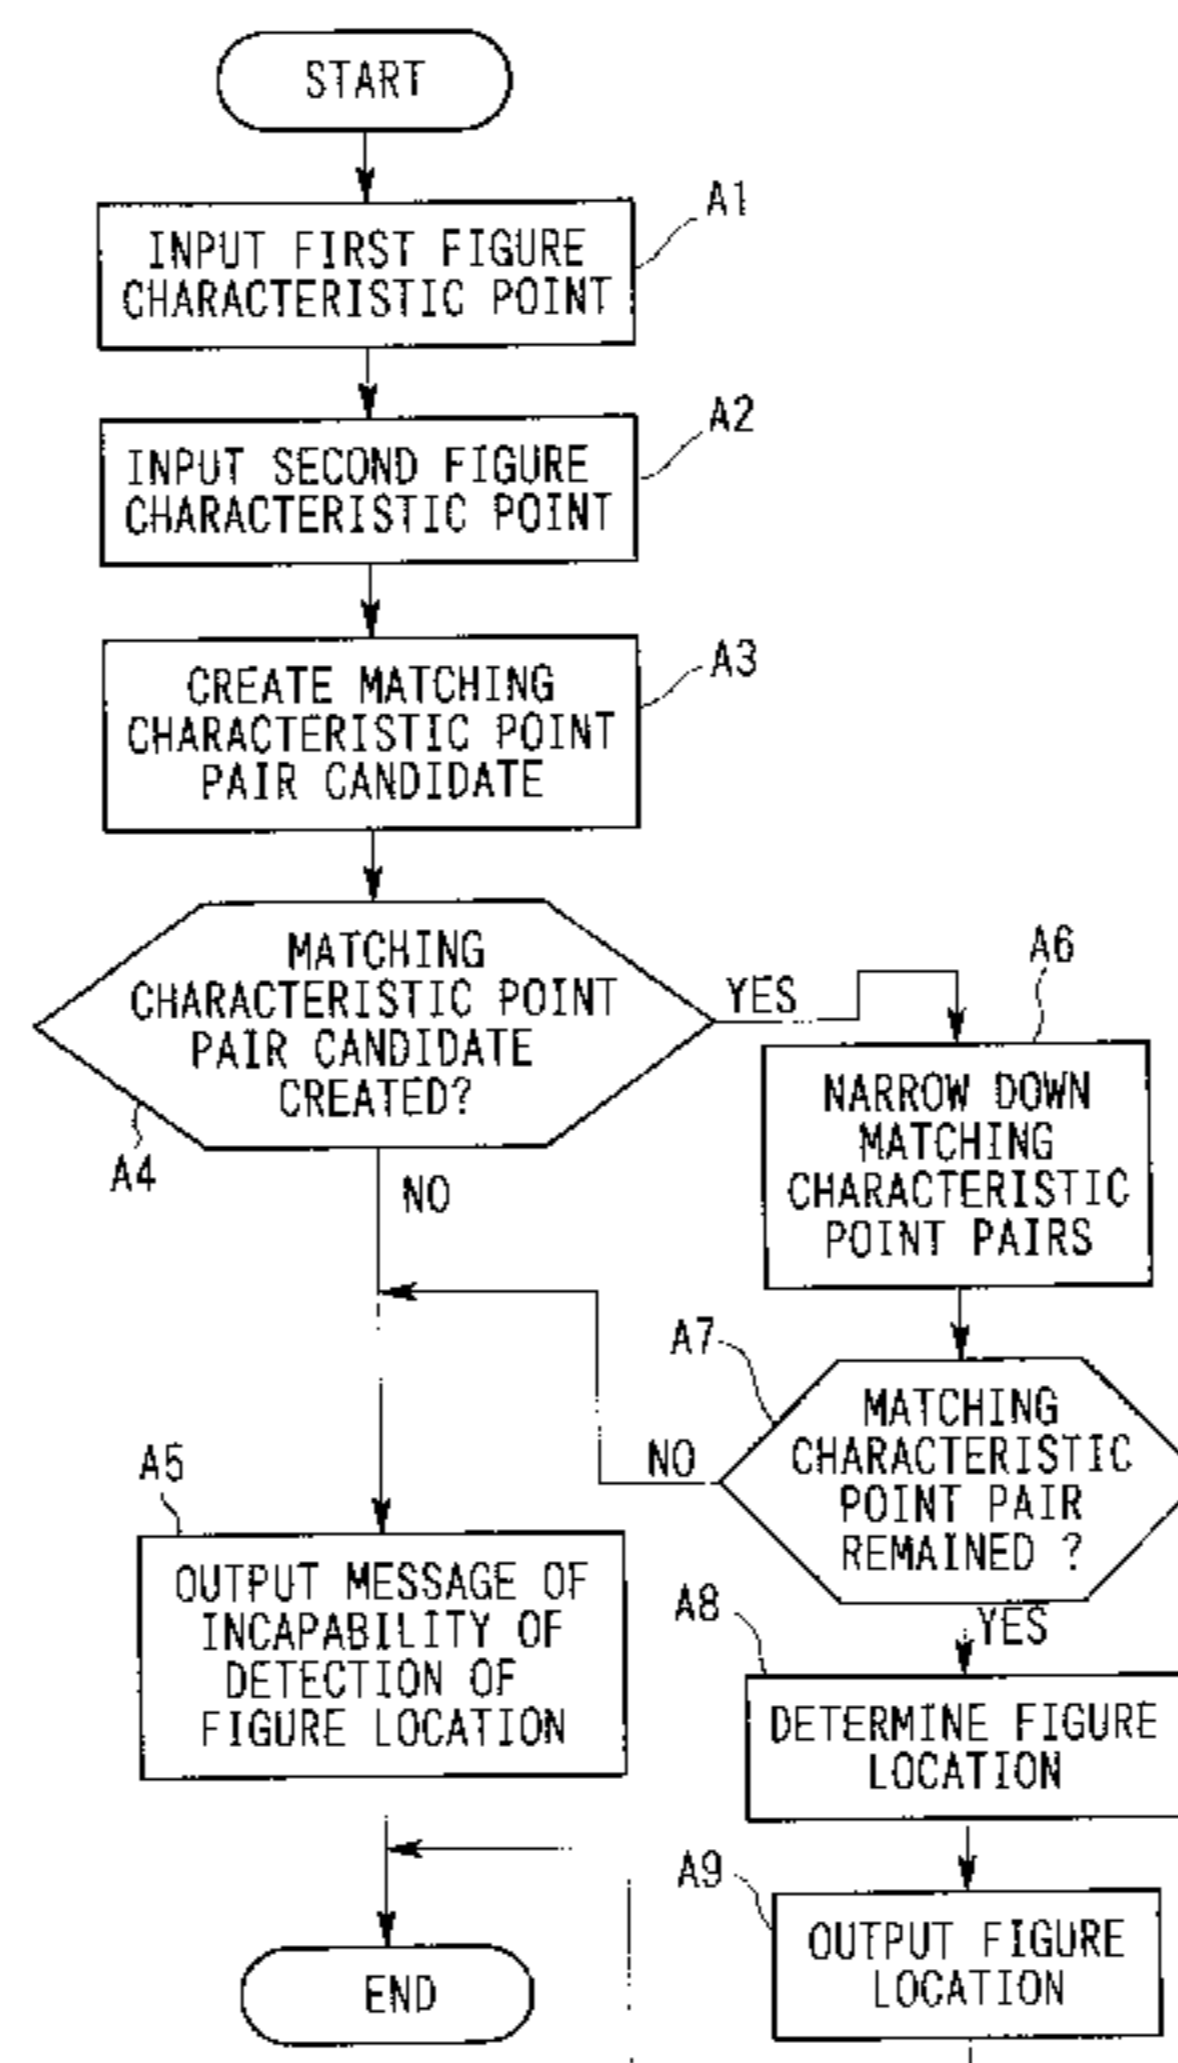 START
A1
INPUT FIRST FIGURE
CHARACTERISTIC POINT
A2
INPUT SECOND FIGURE
CHARACTERISTIC POINT
A3
CREATE MATCHING
CHARACTERISTIC POINT
PAIR CANDIDATE
MATCHING
CHARACTERISTIC POINT
PAIR CANDIDATE
CREATED?
A4
YES
NO
A6
NARROW DOWN
MATCHING
CHARACTERISTIC
POINT PAIRS
A7
MATCHING
CHARACTERISTIC
POINT PAIR
REMAINED ?
NO
YES
A5
OUTPUT MESSAGE OF
INCAPABILITY OF
DETECTION OF
FIGURE LOCATION
A8
DETERMINE FIGURE
LOCATION
A9
OUTPUT FIGURE
LOCATION
END